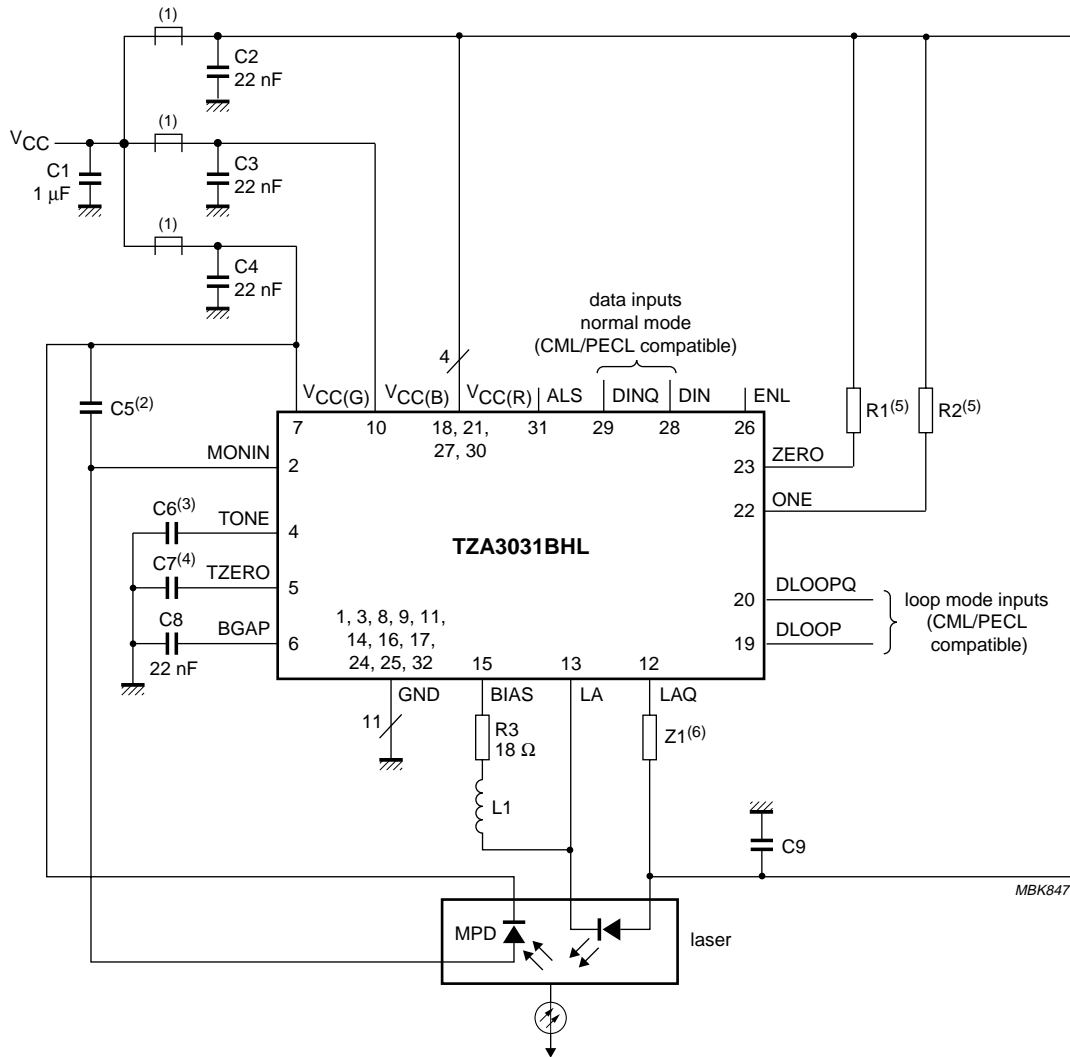 (1)
C2
22 nF
(1)
VCC
C3
22 nF
C1
1 μF
(1)
C4
22 nF
data inputs
normal mode
(CML/PECL compatible)
4
C5(2)
VCC(G)
VCC(B)
VCC(R)
ALS
DINQ
DIN
ENL
R1(5)
R2(5)
7
10
18, 21,
27, 30
31
29
28
26
MONIN
2
23
ZERO
22
ONE
C6(3)
TONE
4
TZA3031BHL
C7(4)
TZERO
5
20
DLOOPQ
loop mode inputs
(CML/PECL
compatible)
C8
22 nF
BGAP
6
19
DLOOP
1, 3, 8, 9, 11,
14, 16, 17,
24, 25, 32
15
13
12
GND
BIAS
LA
LAQ
11
R3
18 Ω
Z1(6)
L1
C9
MBK847
MPD
laser